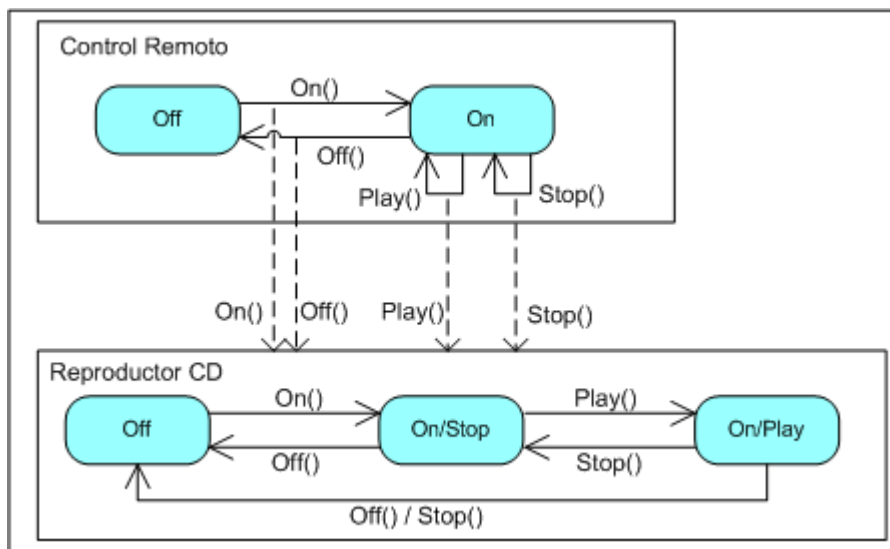 Control Remoto
On()
Off
On
Off()
Play()
Stop()
On()
Off()
Play()
Stop()
Reproductor CD
On()
Play()
Off
On/Stop
On/Play
Off()
Stop()
Off() / Stop()